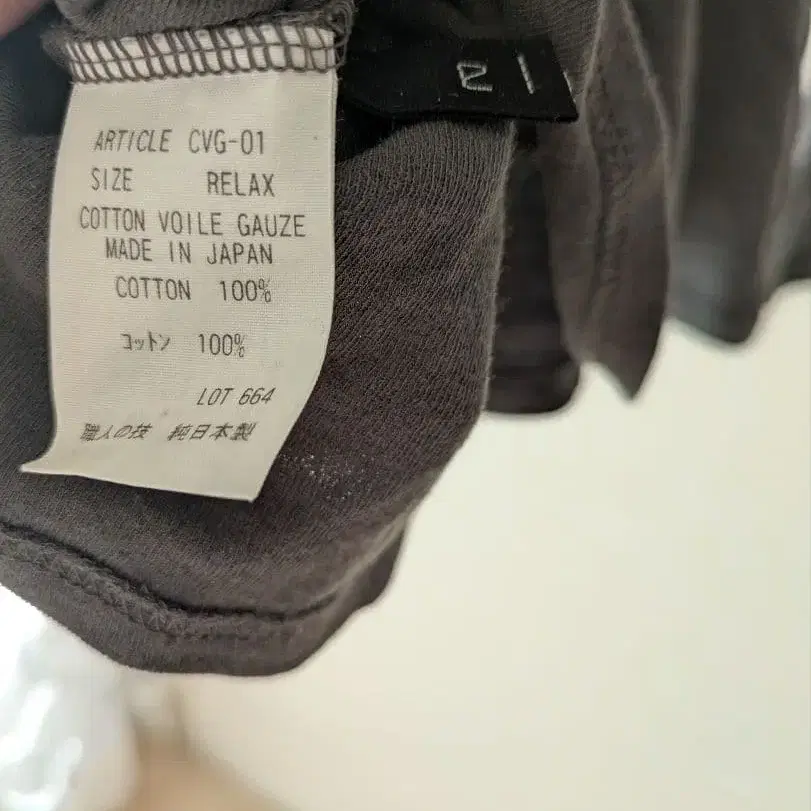 ARTICLE CVG-01
SIZE RELAX
COTTON VOILE GAUZE
MADE IN JAPAN
COTTON 100%
コットン 100%
LOT 664
職人の技 純日本製